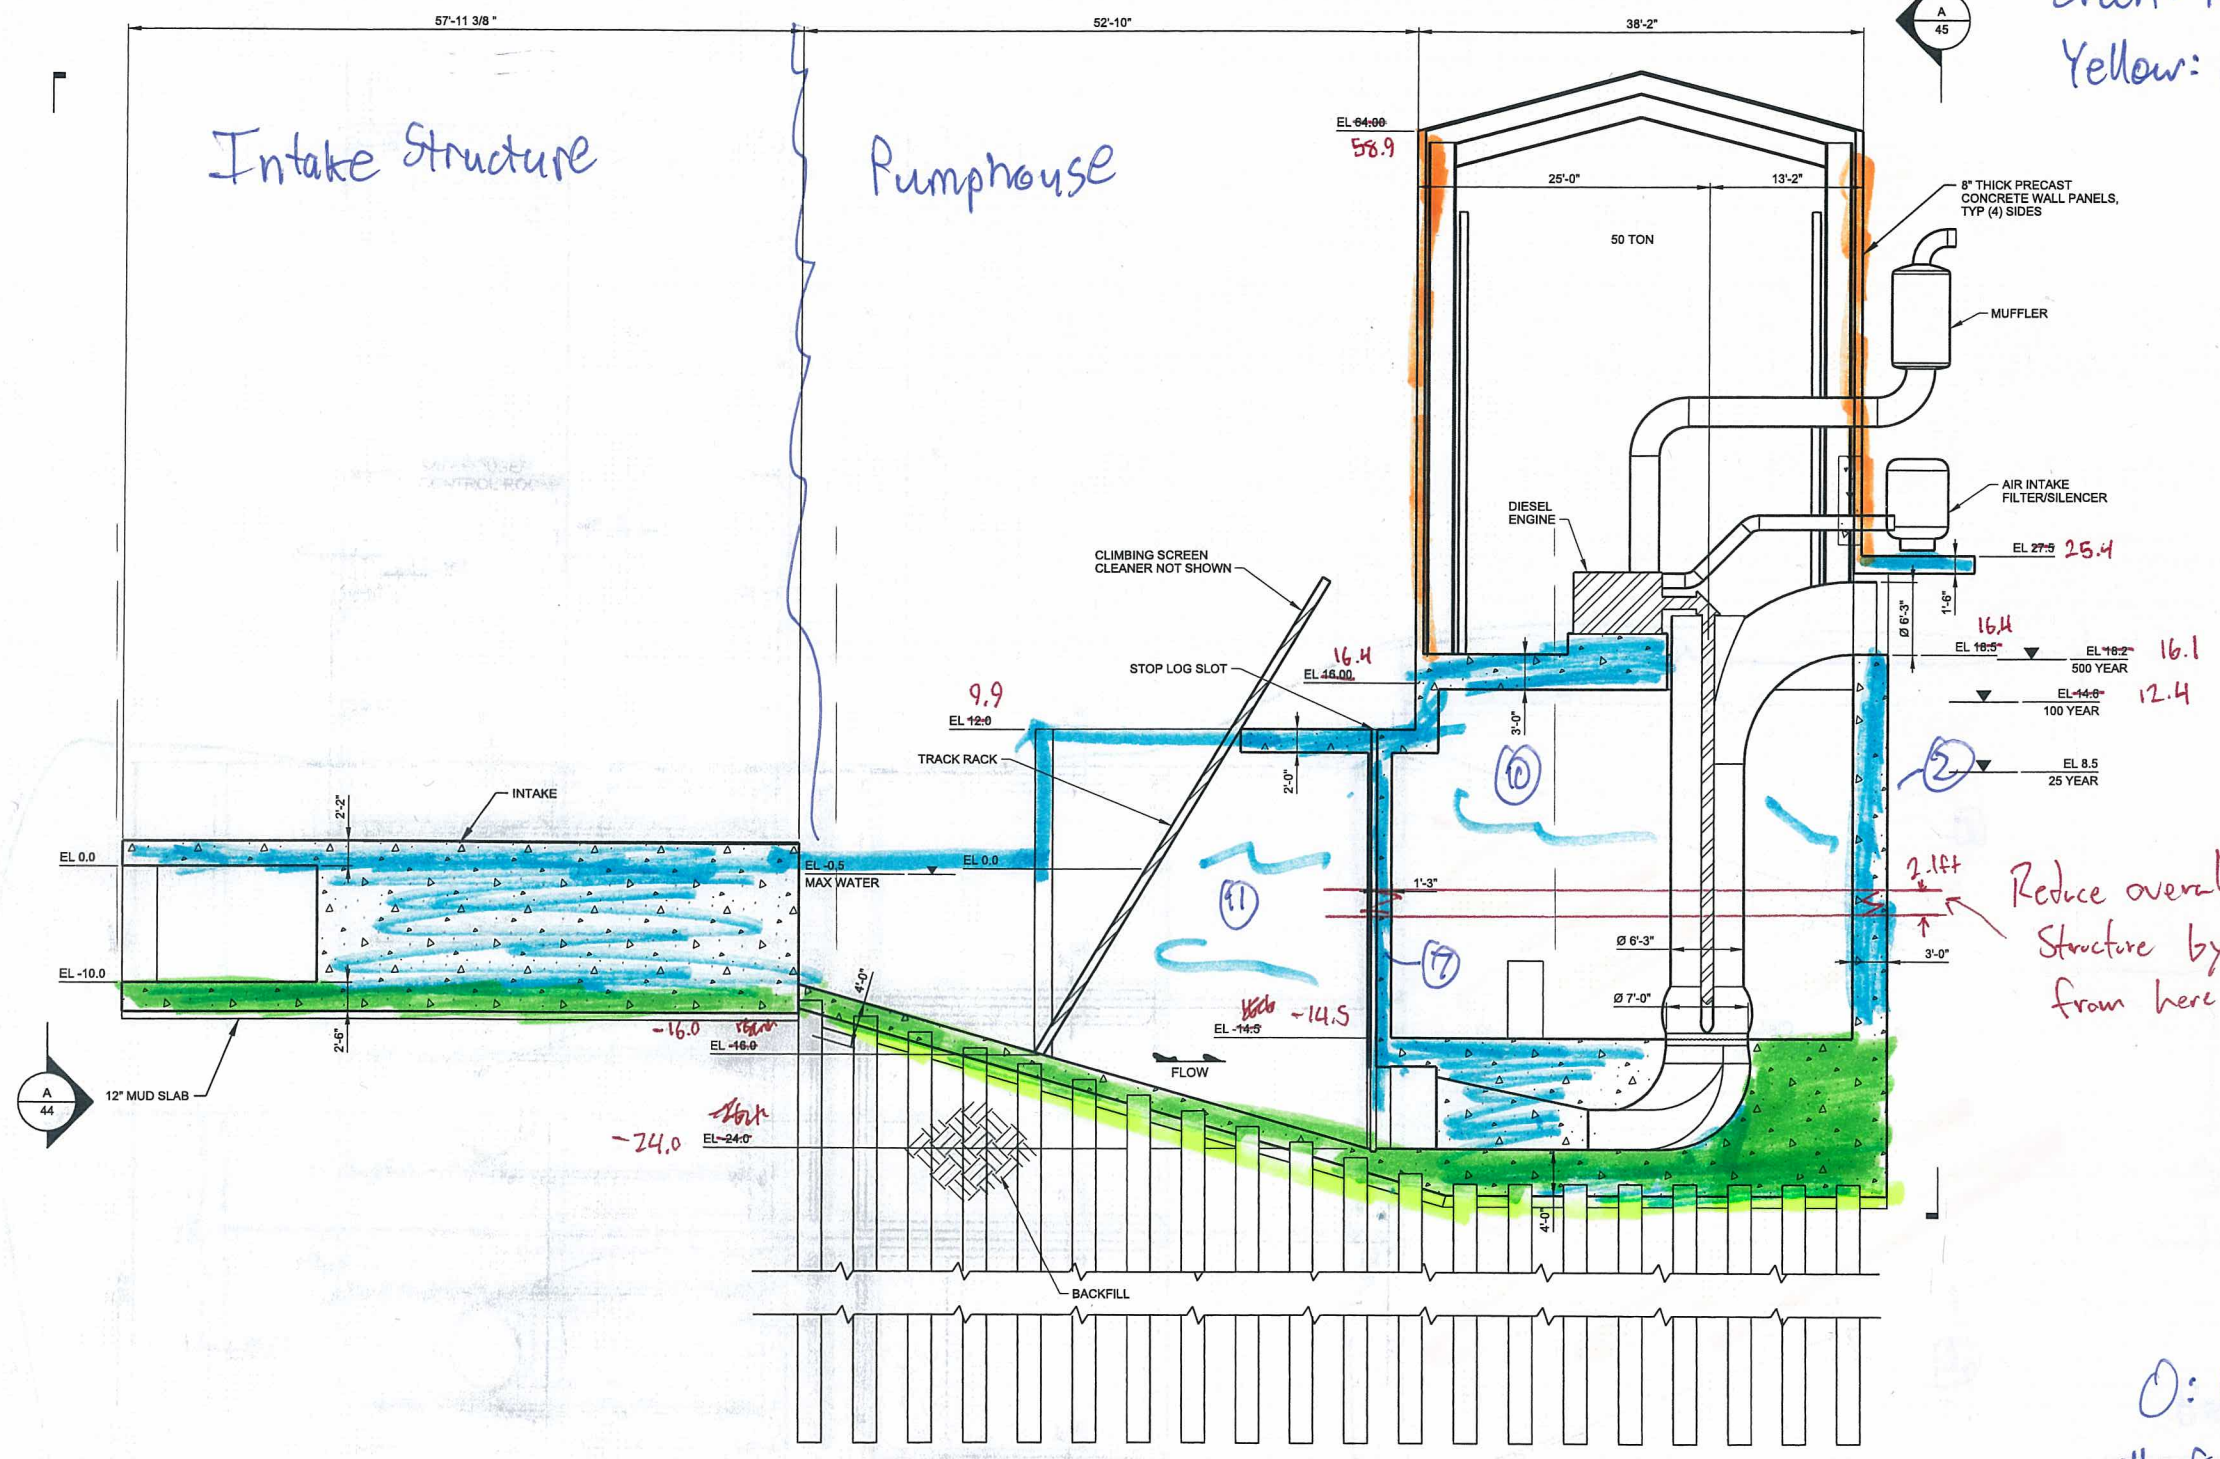 57'-11 3/8 "
52'-10"
38'-2"
A
45
Yellow:
Intake Structure
Pumphouse
EL 64.00
58.9
25'-0"
13'-2"
8" THICK PRECAST
CONCRETE WALL PANELS,
TYP (4) SIDES
50 TON
MUFFLER
DIESEL
ENGINE
AIR INTAKE
FILTER/SILENCER
EL 27.5 25.4
CLIMBING SCREEN
CLEANER NOT SHOWN
Ø 6'-3"
1'-6"
16.4
EL 18.5
EL 18.2 16.1
500 YEAR
STOP LOG SLOT
16.4
EL 16.00
EL 14.6 12.4
100 YEAR
9.9
EL 12.0
3'-0"
TRACK RACK
2'-0"
10
2
EL 8.5
25 YEAR
INTAKE
2'-2"
EL 0.0
EL -0.5
MAX WATER
EL 0.0
11
1'-3"
2.1ft
Reduce overal
Structure by
from here
Ø 6'-3"
7
3'-0"
EL -10.0
4'-0"
Ø 7'-0"
-16.0
EL -16.0
EL -14.5 -14.5
2'-6"
FLOW
A
44
12" MUD SLAB
-24.0
EL -24.0
4'-0"
BACKFILL
O: